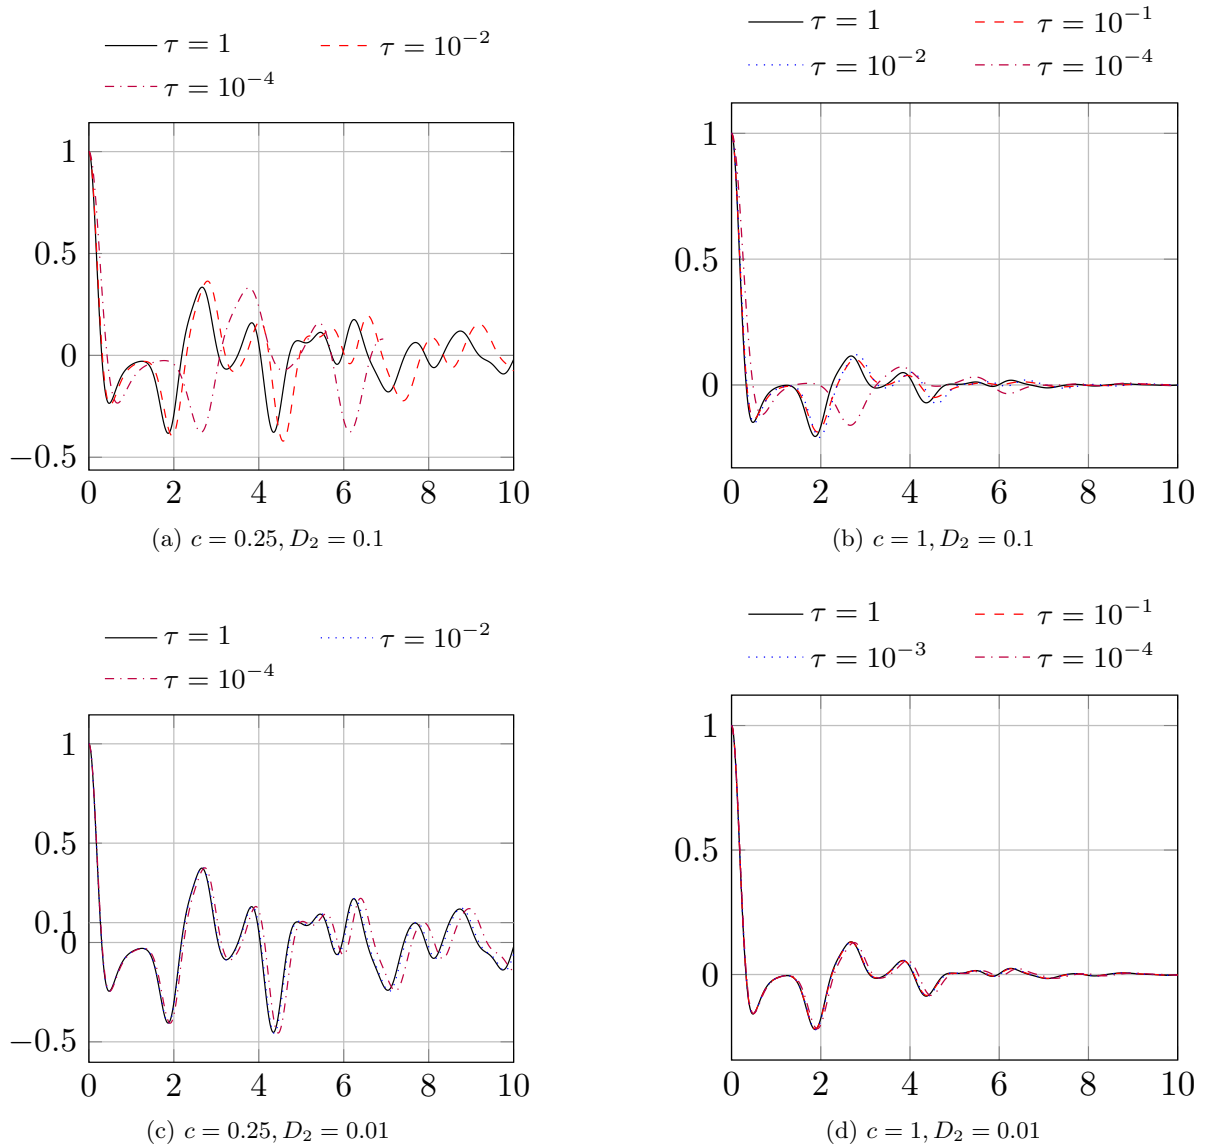 τ = 1 τ = 10⁻²
τ = 10⁻⁴
1
0.5
0
−0.5
0 2 4 6 8 10
(a) c = 0.25, D₂ = 0.1
τ = 1 τ = 10⁻¹
τ = 10⁻² τ = 10⁻⁴
1
0.5
0
0 2 4 6 8 10
(b) c = 1, D₂ = 0.1
τ = 1 τ = 10⁻²
τ = 10⁻⁴
1
0.5
0.1
0
−0.5
0 2 4 6 8 10
(c) c = 0.25, D₂ = 0.01
τ = 1 τ = 10⁻¹
τ = 10⁻³ τ = 10⁻⁴
1
0.5
0
0 2 4 6 8 10
(d) c = 1, D₂ = 0.01